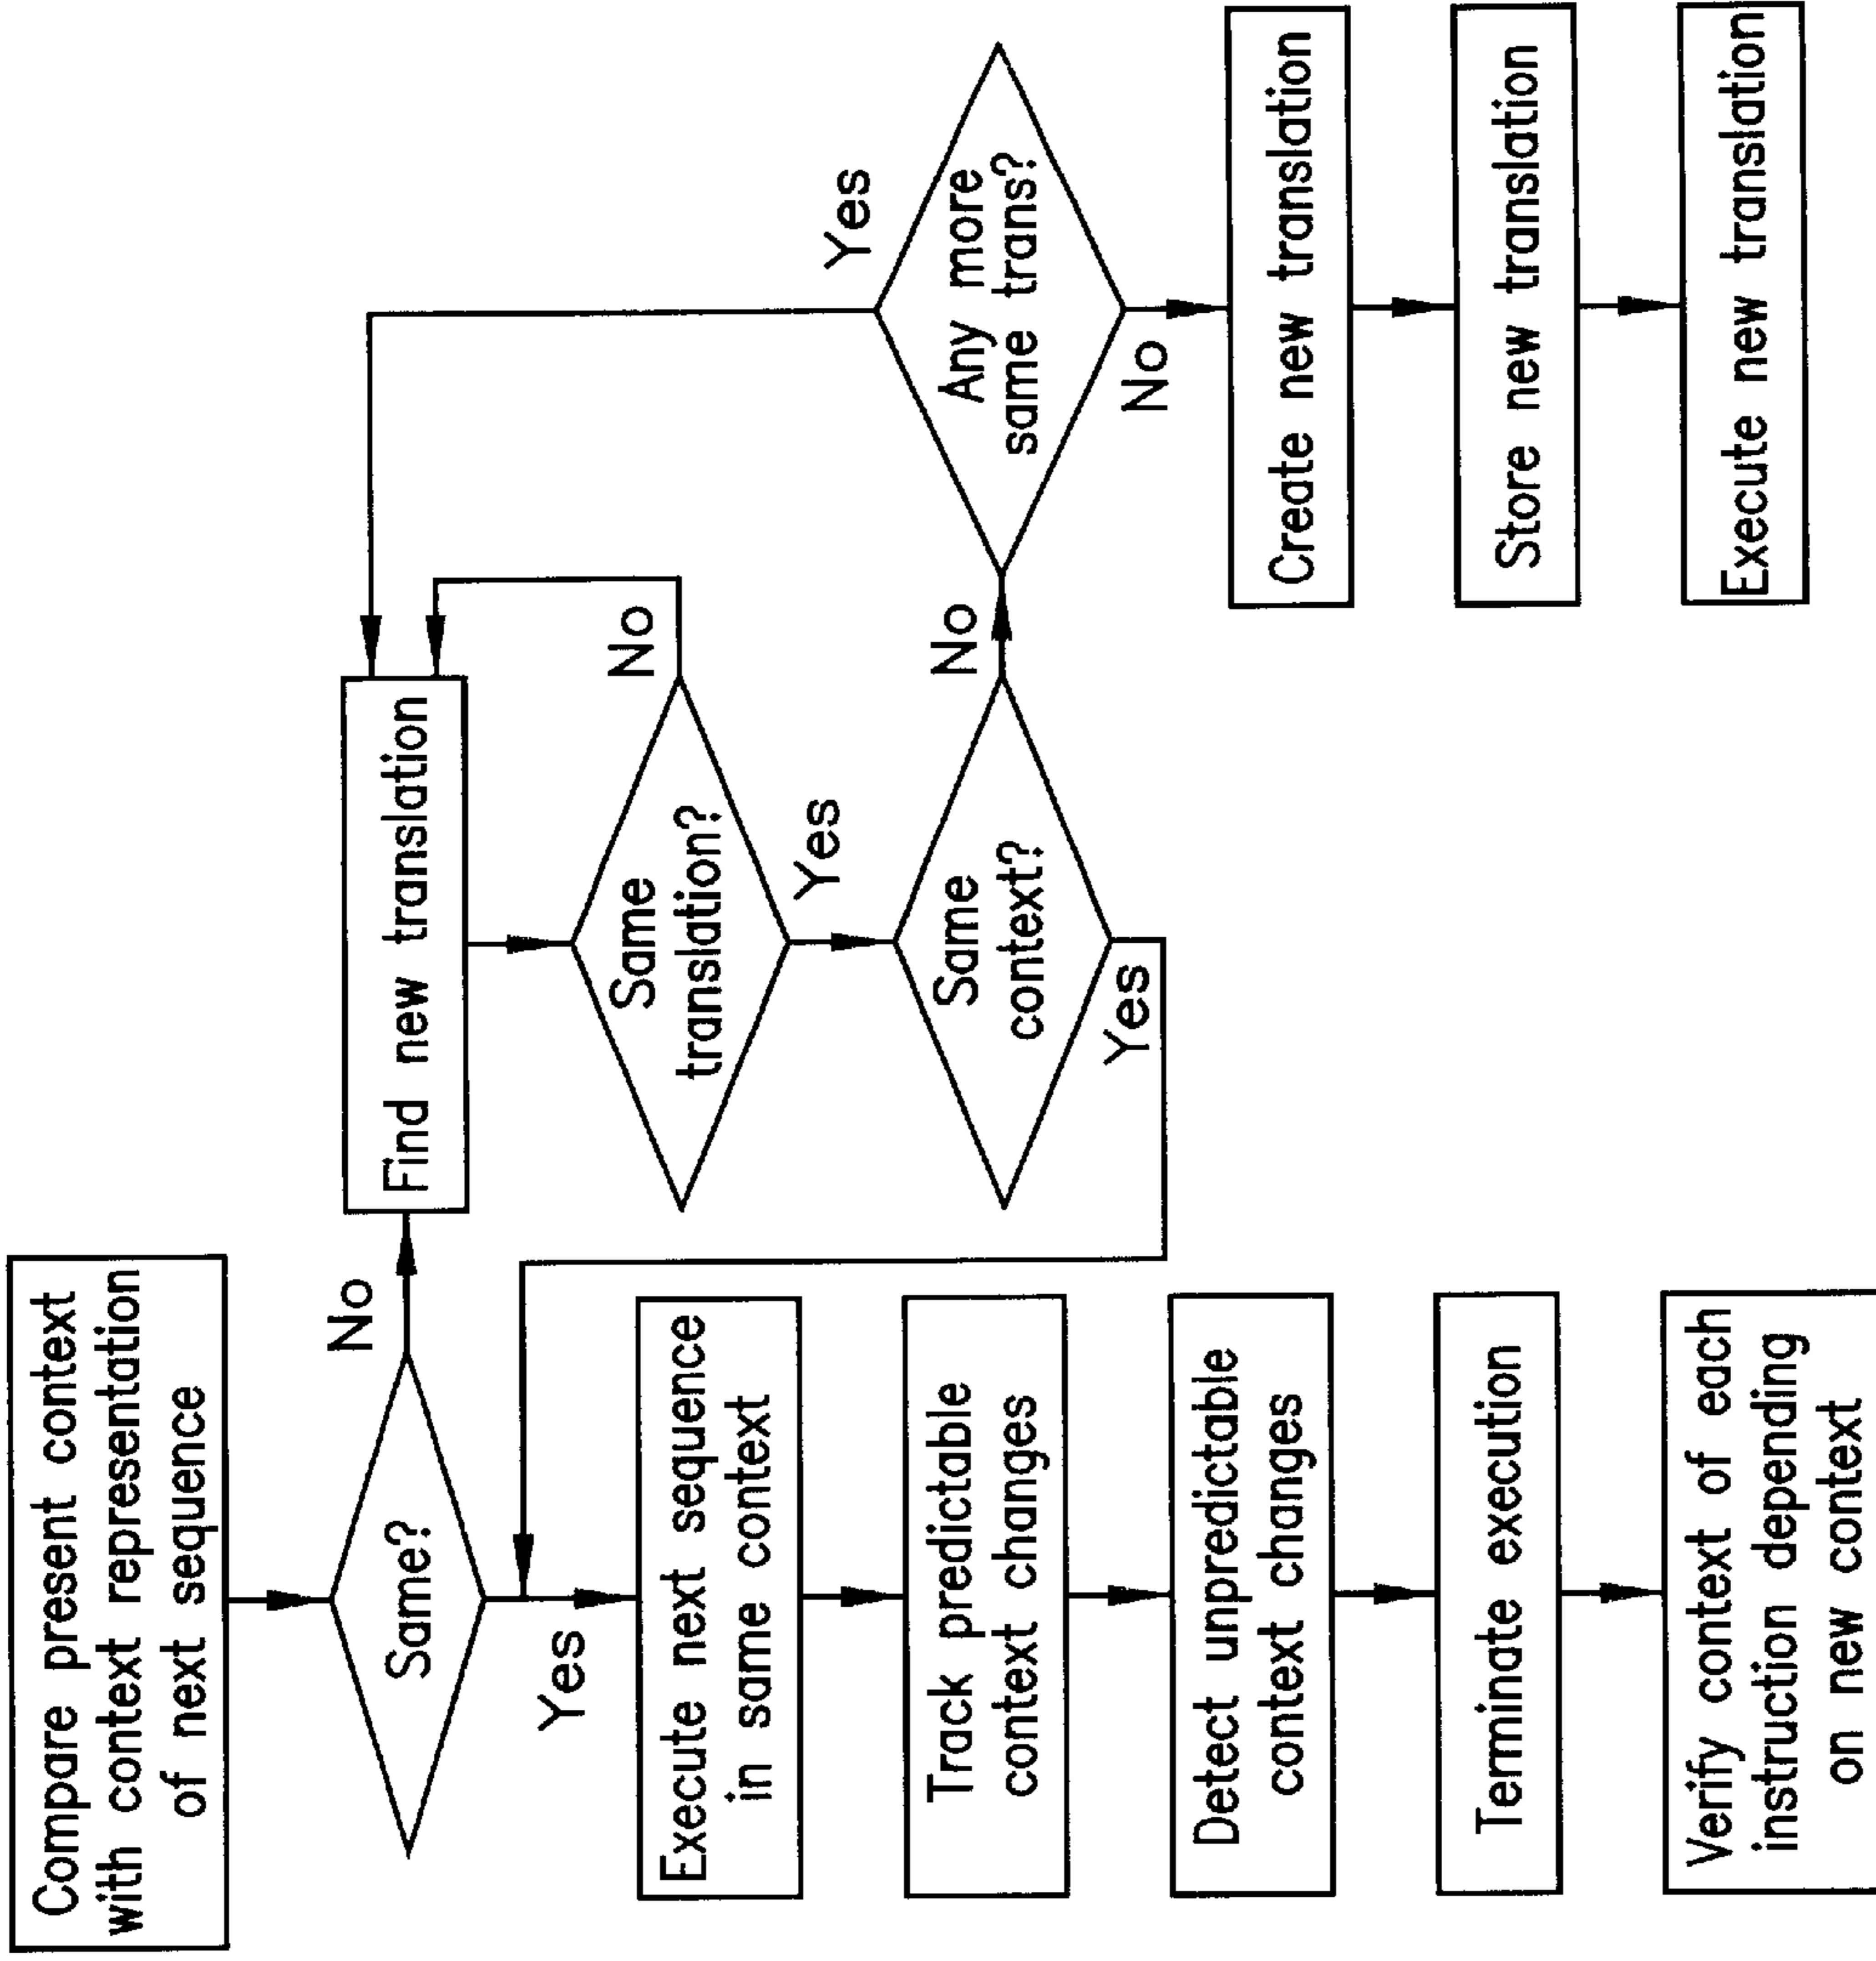 Compare present context
with context representation
of next sequence
Same?
No
Yes
Execute next sequence
in same context
Track predictable
context changes
Detect unpredictable
context changes
Terminate execution
Verify context of each
instruction depending
on new context
Find new translation
Same
translation?
No
Yes
Same
context?
No
Yes
Any more
same trans?
Yes
No
Create new translation
Store new translation
Execute new translation